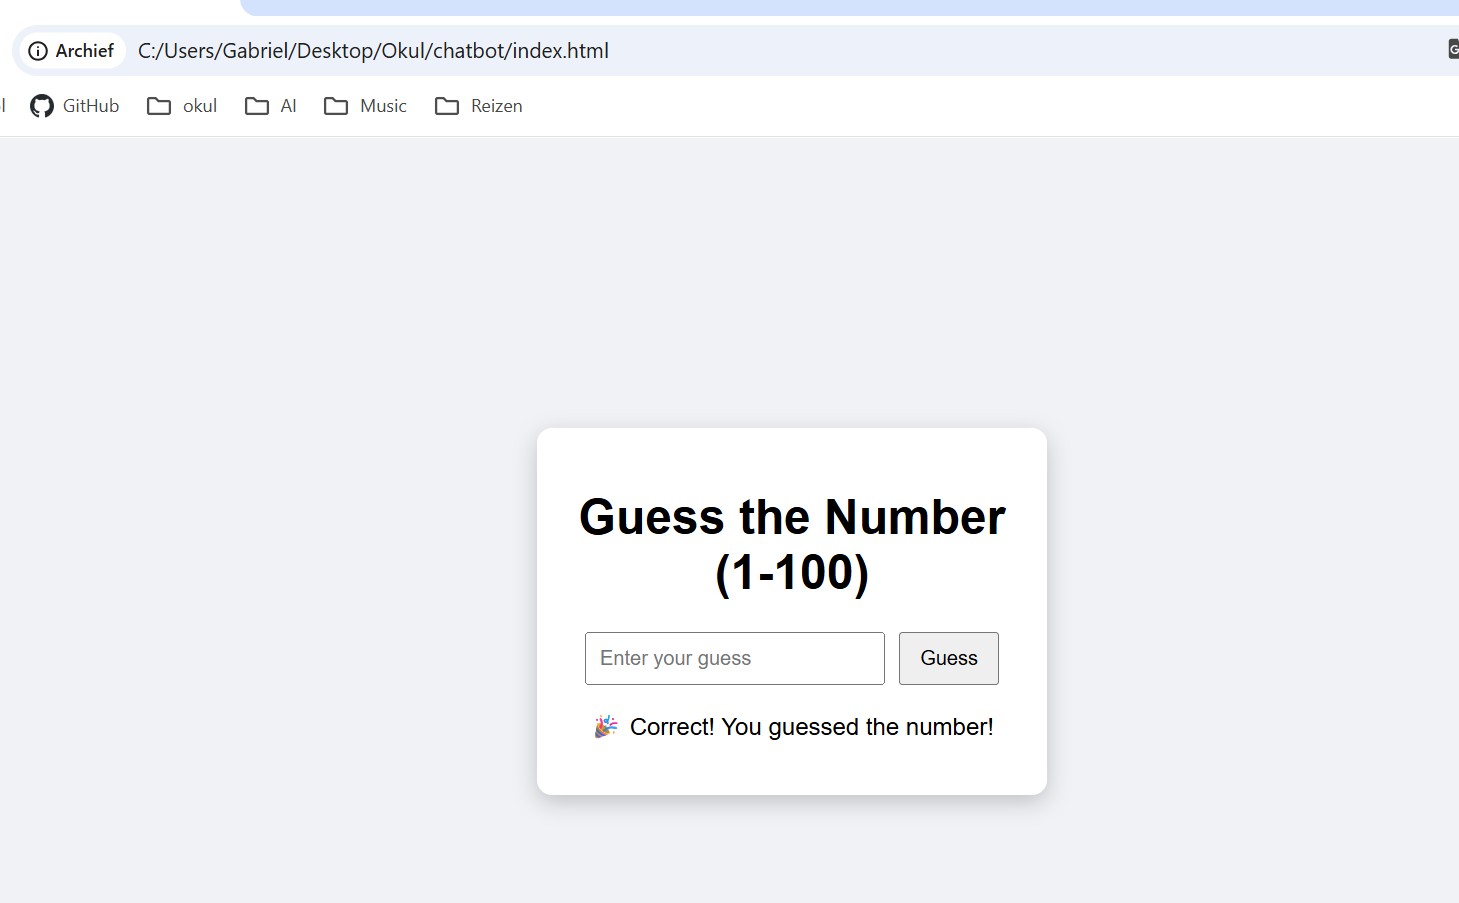 Archief C:/Users/Gabriel/Desktop/Okul/chatbot/index.html
GitHub okul AI Music Reizen
Guess the Number
(1-100)
Enter your guess Guess
🎉 Correct! You guessed the number!